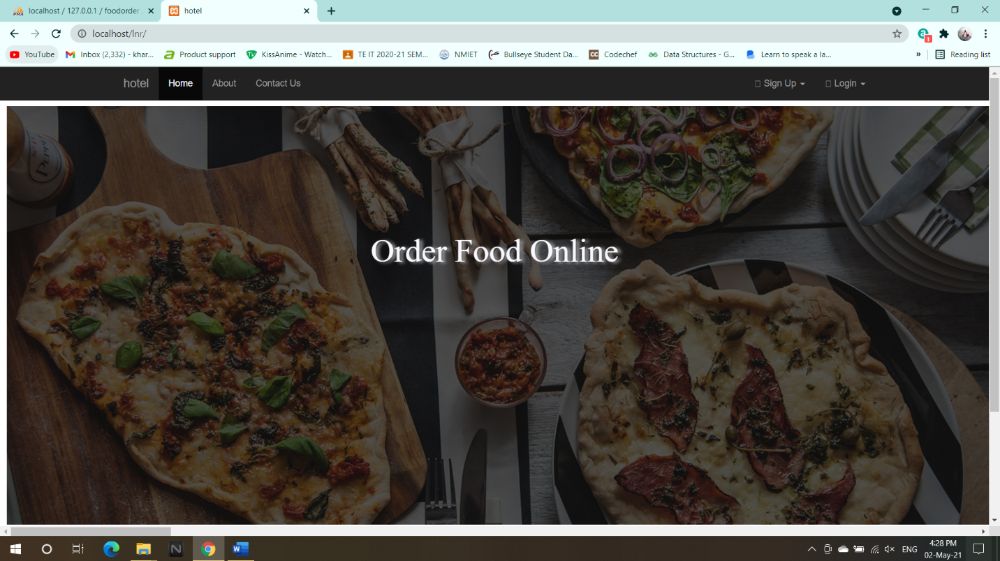 localhost / 127.0.0.1 / foodorder
hotel
localhost/lnr/
YouTube
Inbox (2,332) - khar...
Product support
KissAnime - Watch...
TE IT 2020-21 SEM...
NMIET
Bullseye Student Da...
CC
Codechef
Data Structures - G...
Learn to speak a la...
»
Reading list
hotel
Home
About
Contact Us
Sign Up
Login
Order Food Online
ENG
4:28 PM
02-May-21